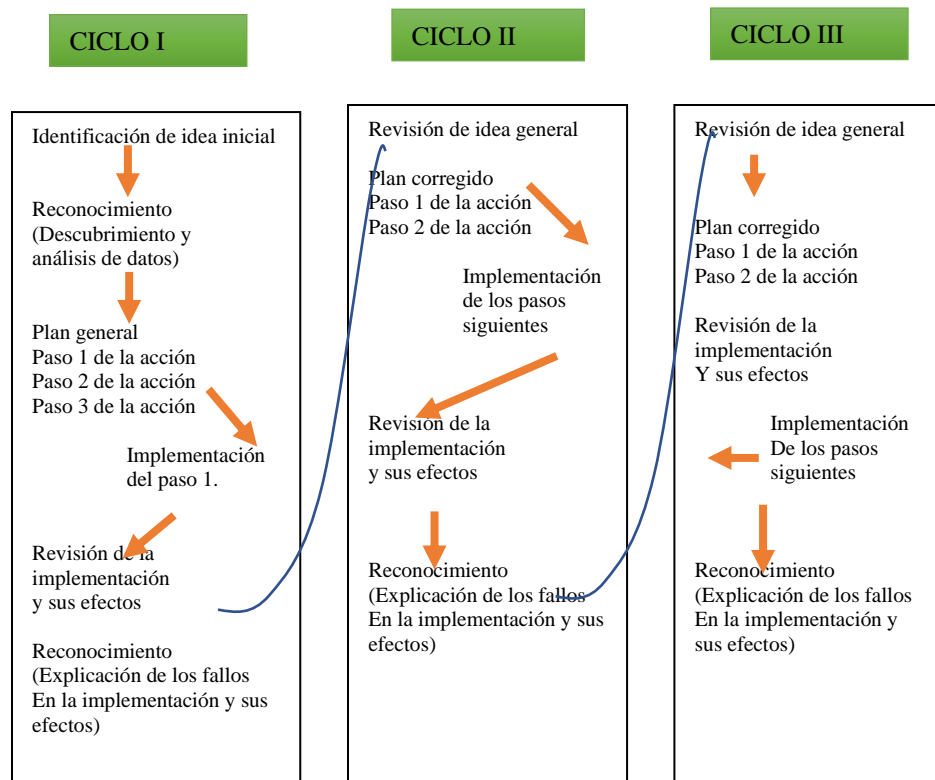 CICLO I
Identificación de idea inicial
Reconocimiento
(Descubrimiento y
análisis de datos)
Plan general
Paso 1 de la acción
Paso 2 de la acción
Paso 3 de la acción
Implementación
del paso 1.
Revisión de la
implementación
y sus efectos
Reconocimiento
(Explicación de los fallos
En la implementación y sus
efectos)
CICLO II
Revisión de idea general
Plan corregido
Paso 1 de la acción
Paso 2 de la acción
Implementación
de los pasos
siguientes
Revisión de la
implementación
y sus efectos
Reconocimiento
(Explicación de los fallos
En la implementación y sus
efectos)
CICLO III
Revisión de idea general
Plan corregido
Paso 1 de la acción
Paso 2 de la acción
Revisión de la
implementación
Y sus efectos
Implementación
De los pasos
siguientes
Reconocimiento
(Explicación de los fallos
En la implementación y
sus efectos)